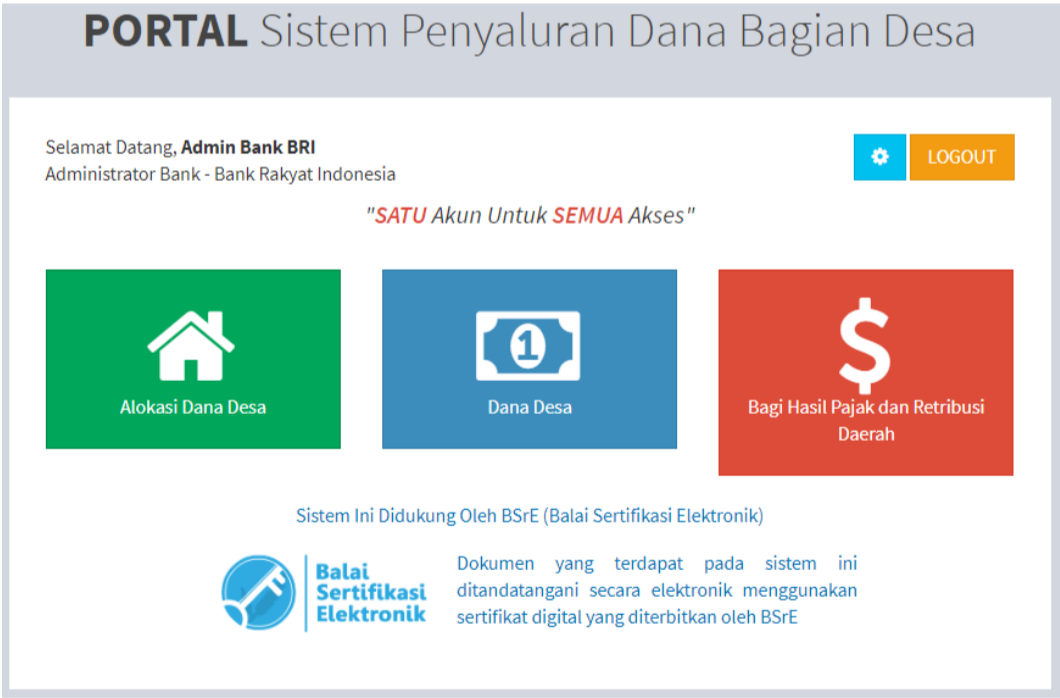 PORTAL Sistem Penyaluran Dana Bagian Desa
Selamat Datang, Admin Bank BRI
Administrator Bank - Bank Rakyat Indonesia
LOGOUT
"SATU Akun Untuk SEMUA Akses"
1
Alokasi Dana Desa
Dana Desa
$
Bagi Hasil Pajak dan Retribusi
Daerah
Sistem Ini Didukung Oleh BSrE (Balai Sertifikasi Elektronik)
Balai
Sertifikasi
Elektronik
Dokumen yang terdapat pada sistem ini
ditandatangani secara elektronik menggunakan
sertifikat digital yang diterbitkan oleh BSrE